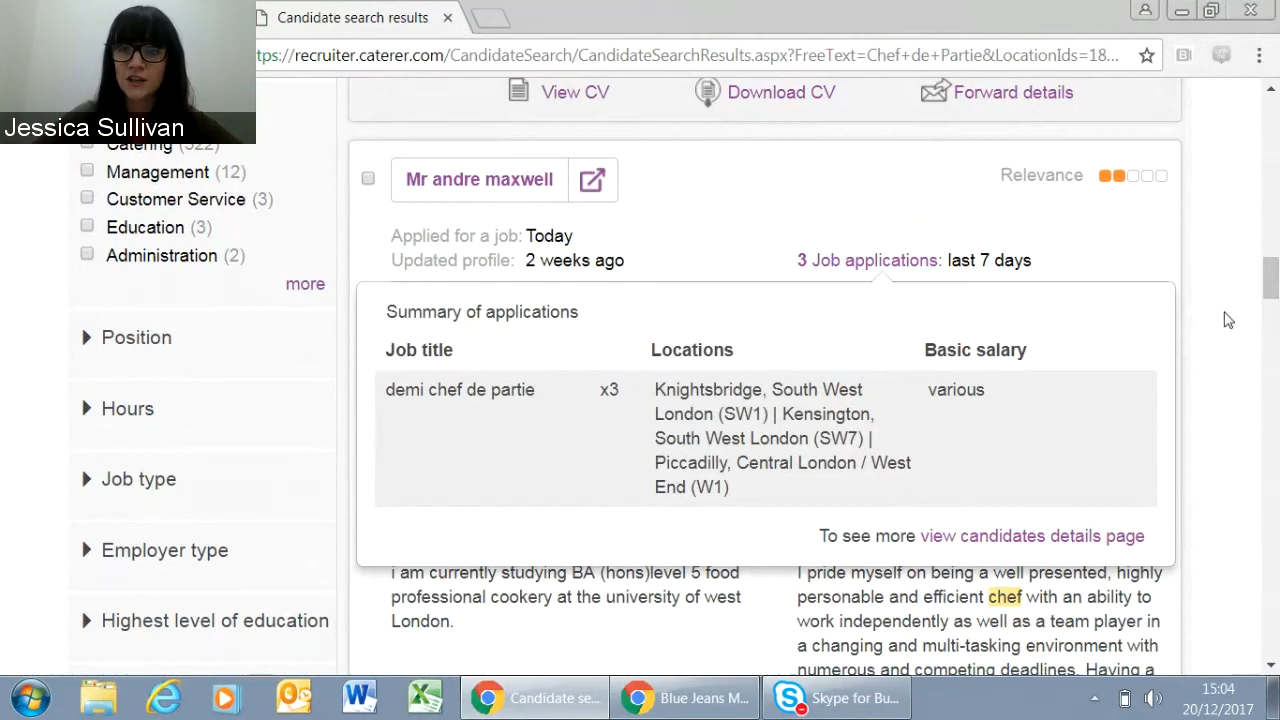 Candidate search results
ttps://recruiter.caterer.com/CandidateSearch/CandidateSearchResults.aspx?FreeText=Chef+de+Partie&LocationIds=18...
Jessica Sullivan
View CV
Download CV
Forward details
Catering (322)
Management (12)
Customer Service (3)
Education (3)
Administration (2)
more
Position
Hours
Job type
Employer type
Highest level of education
Mr andre maxwell
Relevance
Applied for a job: Today
Updated profile: 2 weeks ago
3 Job applications: last 7 days
Summary of applications
Job title
Locations
Basic salary
demi chef de partie
x3
Knightsbridge, South West
London (SW1) | Kensington,
South West London (SW7) |
Piccadilly, Central London / West
End (W1)
various
To see more view candidates details page
i am currently studying BA (hons)level 5 food
professional cookery at the university of west
London.
I pride myself on being a well presented, highly
personable and efficient chef with an ability to
work independently as well as a team player in
a changing and multi-tasking environment with
numerous and competing deadlines. Having a
Candidate se...
Blue Jeans M...
Skype for Bu...
15:04
20/12/2017